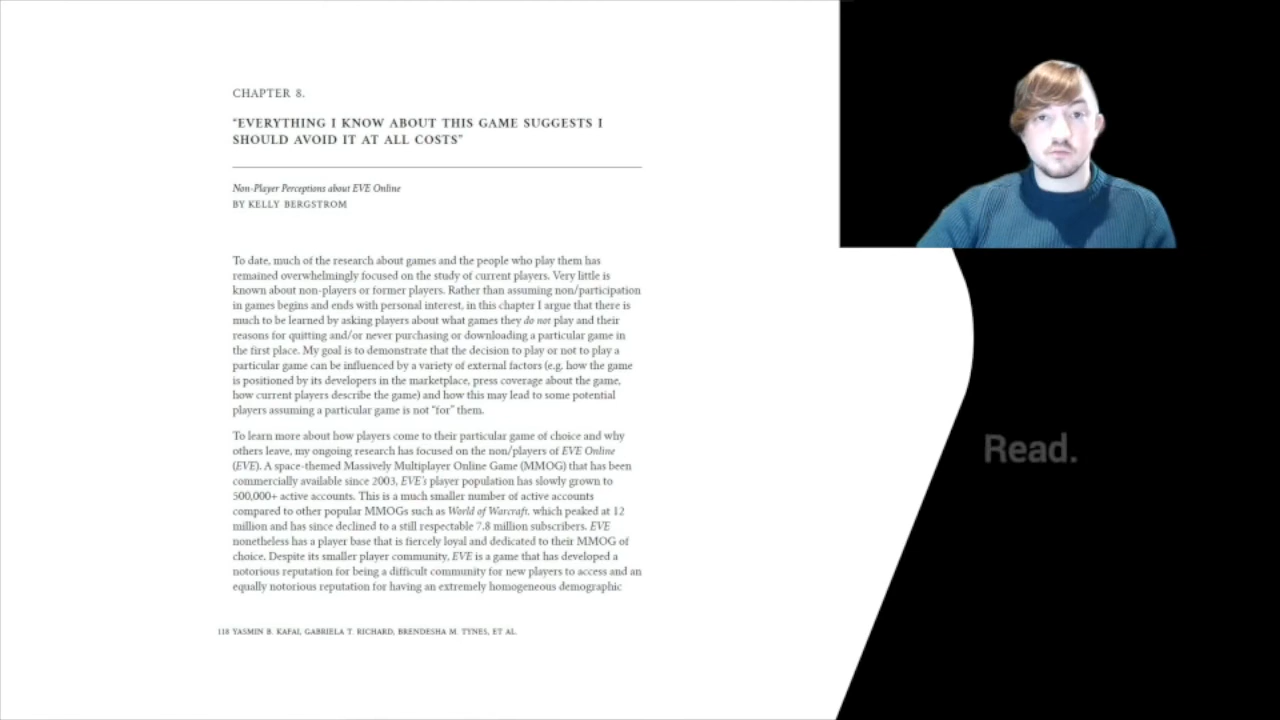 CHAPTER 8.
“EVERYTHING I KNOW ABOUT THIS GAME SUGGESTS I
SHOULD AVOID IT AT ALL COSTS”
Non-Player Perceptions about EVE Online
BY KELLY BERGSTROM
To date, much of the research about games and the people who play them has
remained overwhelmingly focused on the study of current players. Very little is
known about non-players or former players. Rather than assuming non/participation
in games begins and ends with personal interest, in this chapter I argue that there is
much to be learned by asking players about what games they do not play and their
reasons for quitting and/or never purchasing or downloading a particular game in
the first place. My goal is to demonstrate that the decision to play or not to play a
particular game can be influenced by a variety of external factors (e.g. how the game
is positioned by its developers in the marketplace, press coverage about the game,
how current players describe the game) and how this may lead to some potential
players assuming a particular game is not “for” them.
To learn more about how players come to their particular game of choice and why
others leave, my ongoing research has focused on the non/players of EVE Online
(EVE). A space-themed Massively Multiplayer Online Game (MMOG) that has been
commercially available since 2003, EVE’s player population has slowly grown to
500,000+ active accounts. This is a much smaller number of active accounts
compared to other popular MMOGs such as World of Warcraft, which peaked at 12
million and has since declined to a still respectable 7.8 million subscribers. EVE
nonetheless has a player base that is fiercely loyal and dedicated to their MMOG of
choice. Despite its smaller player community, EVE is a game that has developed a
notorious reputation for being a difficult community for new players to access and an
equally notorious reputation for having an extremely homogeneous demographic
118 YASMIN B. KAFAI, GABRIELA T. RICHARD, BRENDESHA M. TYNES, ET AL.
Read.